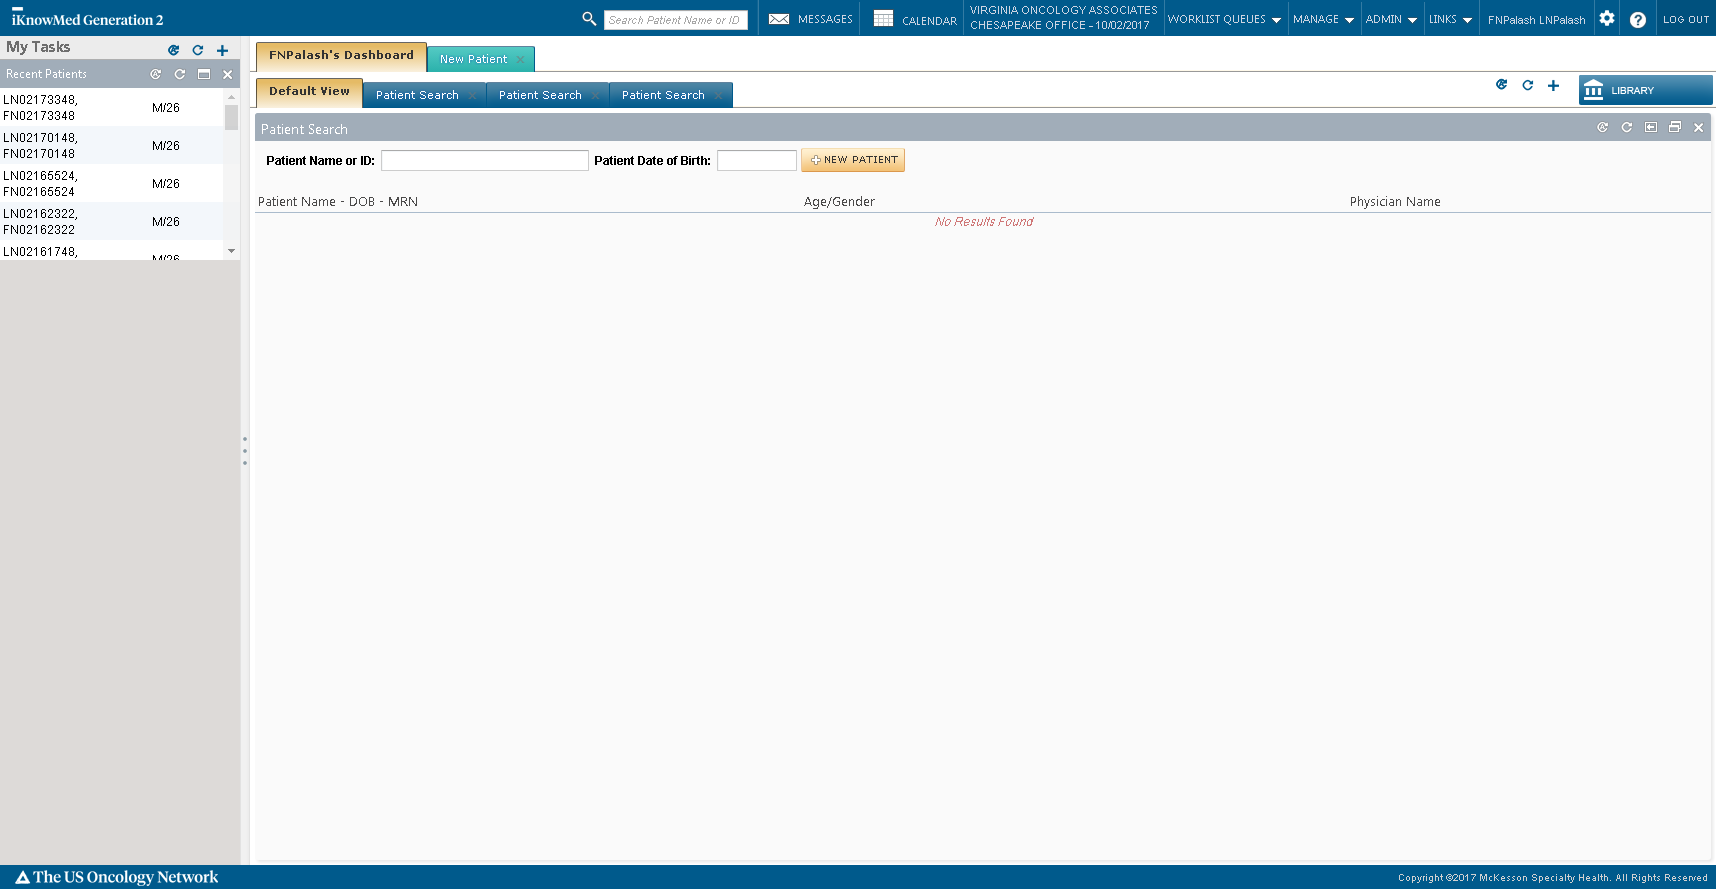 iKnowMed Generation 2
Search Patient Name or ID
MESSAGES
CALENDAR
VIRGINIA ONCOLOGY ASSOCIATES
CHESAPEAKE OFFICE - 10/02/2017
WORKLIST QUEUES
MANAGE
ADMIN
LINKS
FNPalash LNPalash
LOG OUT
My Tasks
Recent Patients
LN02173348,
FN02173348
M/26
LN02170148,
FN02170148
M/26
LN02165524,
FN02165524
M/26
LN02162322,
FN02162322
M/26
LN02161748,
M/26
FNPalash's Dashboard
New Patient
Default View
Patient Search
Patient Search
Patient Search
LIBRARY
Patient Search
Patient Name or ID:
Patient Date of Birth:
NEW PATIENT
Patient Name - DOB - MRN
Age/Gender
Physician Name
No Results Found
The US Oncology Network
Copyright ©2017 McKesson Specialty Health. All Rights Reserved